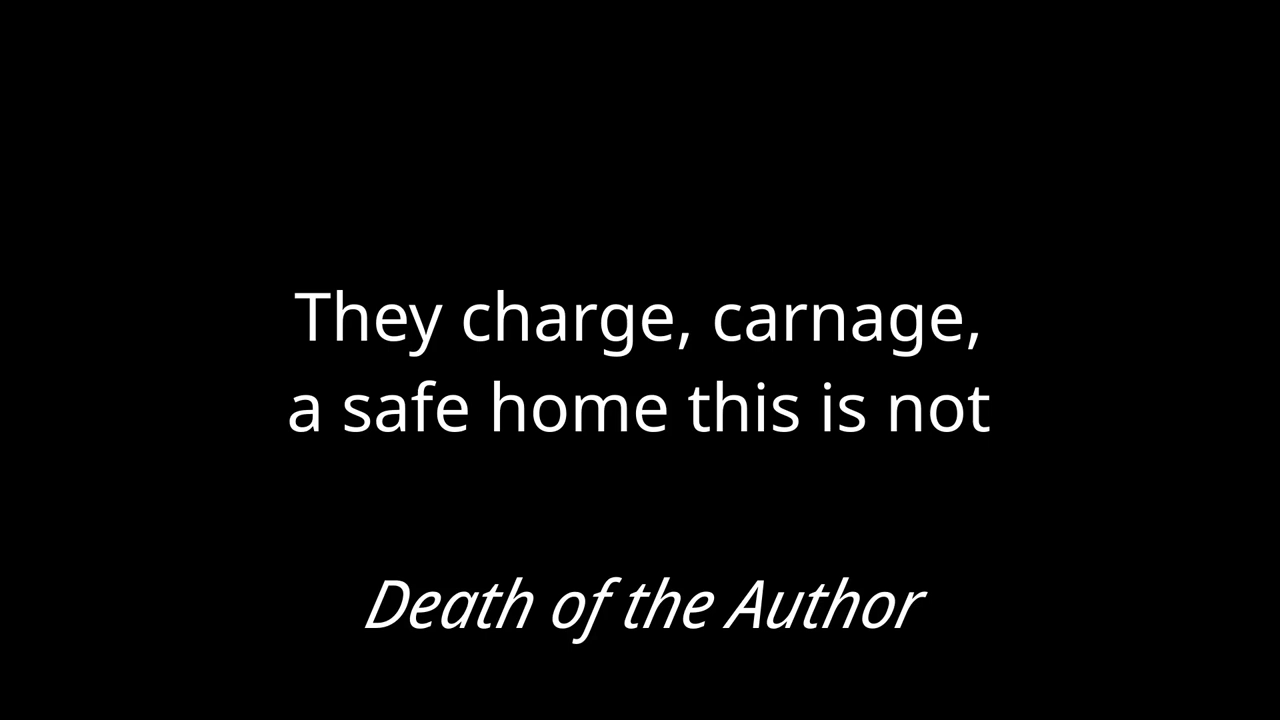 They charge, carnage,
a safe home this is not
Death of the Author